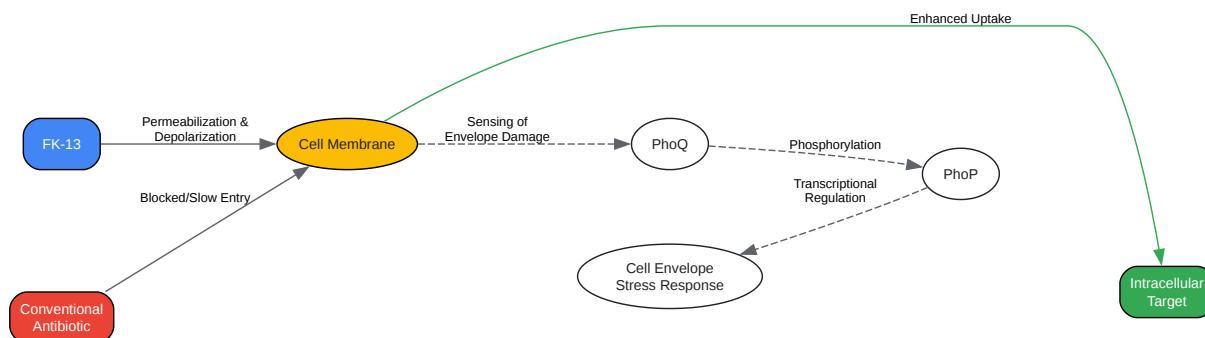 Enhanced Uptake
Permeabilization &
Depolarization
Sensing of
Envelope Damage
FK-13
Cell Membrane
PhoQ
Phosphorylation
PhoP
Transcriptional
Regulation
Blocked/Slow Entry
Cell Envelope
Stress Response
Intracellular
Target
Conventional
Antibiotic